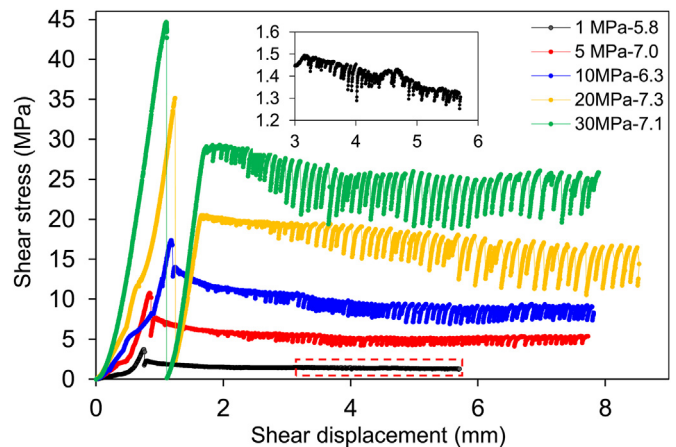 45
40
35
30
25
20
15
10
5
0
Shear stress (MPa)
1.6
1.5
1.4
1.3
1.2
3 4 5 6
1 MPa-5.8
5 MPa-7.0
10MPa-6.3
20MPa-7.3
30MPa-7.1
0 2 4 6 8
Shear displacement (mm)